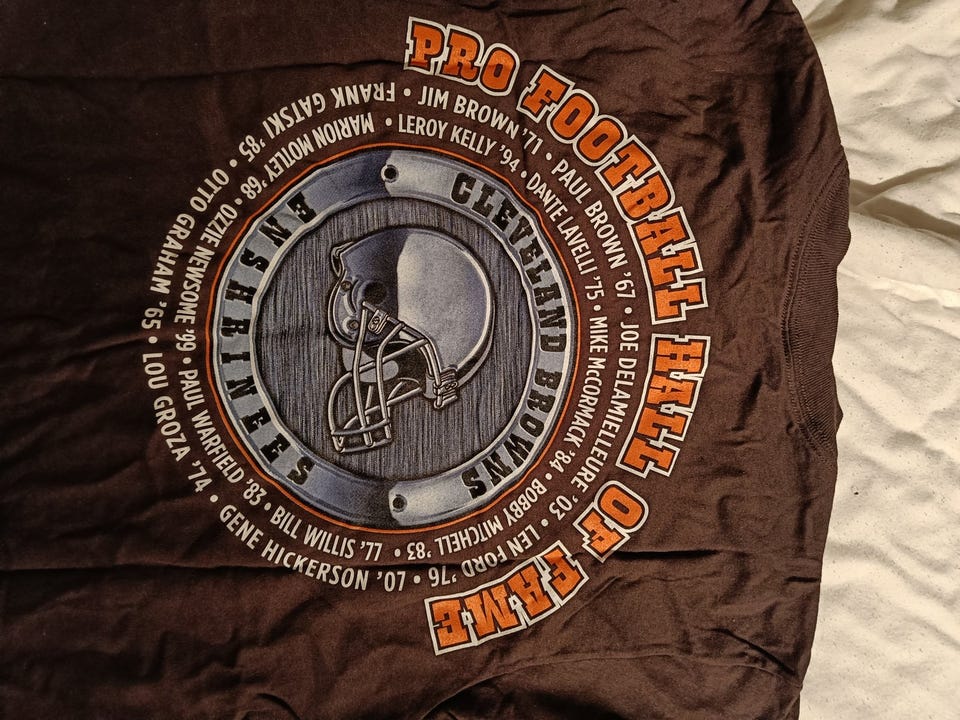 PRO FOOTBALL HALL OF FAME
JIM BROWN '71 • PAUL BROWN '67 • JOE DELAMIELLEURE '03 • LEN FORD '76 •
FRANK GATSKI '85 • OTTO GRAHAM '65 • LOU GROZA '74 • GENE HICKERSON '07 •
LEROY KELLY '94 • DANTE LAVELLI '75 • MIKE McCORMACK '84 • BOBBY MITCHELL '83 •
MARION MOTLEY '68 • OZZIE NEWSOME '99 • PAUL WARFIELD '83 • BILL WILLIS '77
CLEVELAND BROWNS
ENSHRINEES